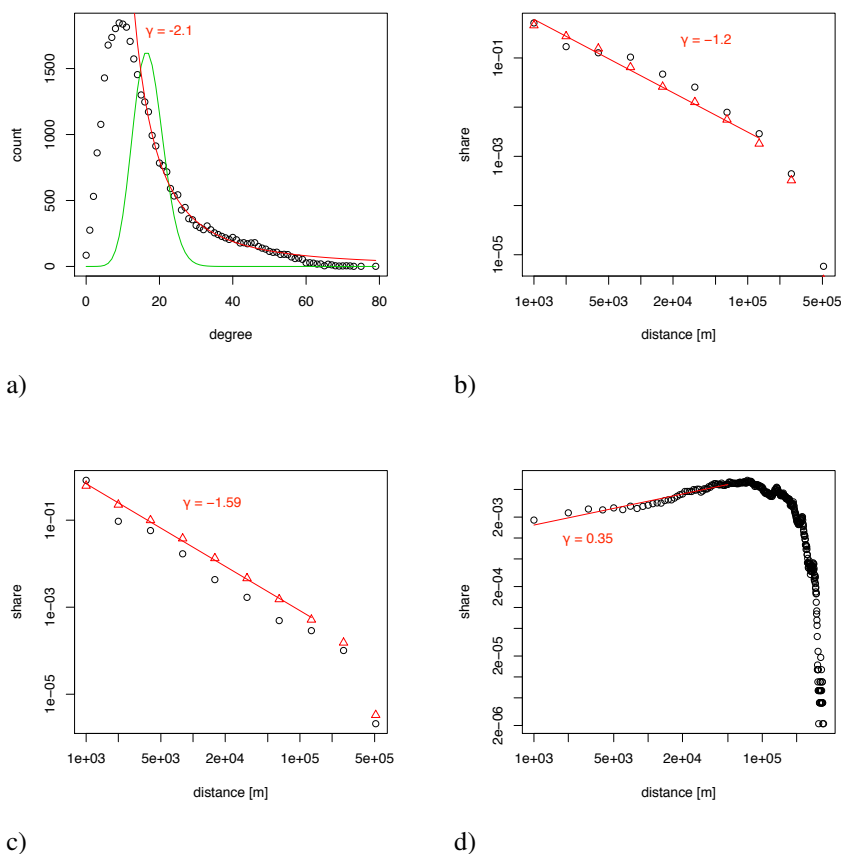 γ = -2.1
count
0
500
1000
1500
0
20
40
60
80
degree
a)
γ = −1.2
share
1e−05
1e−03
1e−01
1e+03
5e+03
2e+04
1e+05
5e+05
distance [m]
b)
γ = −1.59
share
1e−05
1e−03
1e−01
1e+03
5e+03
2e+04
1e+05
5e+05
distance [m]
c)
γ = 0.35
share
2e−06
2e−05
2e−04
2e−03
1e+03
5e+03
2e+04
1e+05
distance [m]
d)